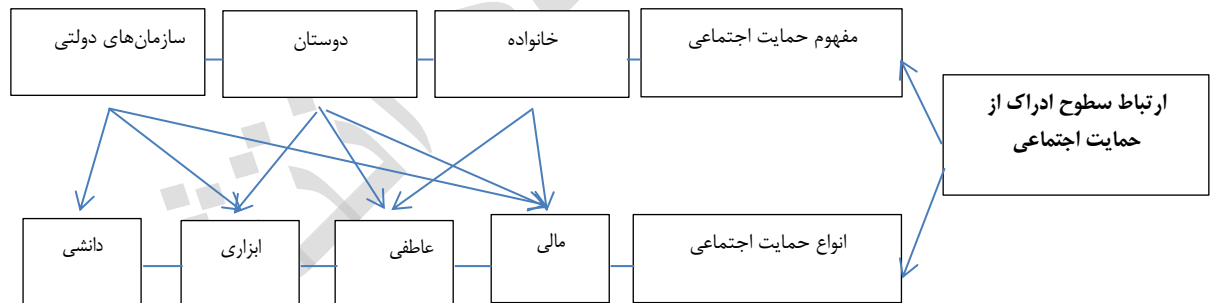 مفهوم حمایت اجتماعی
خانواده
دوستان
سازمان‌های دولتی
ارتباط سطوح ادراک از
حمایت اجتماعی
انواع حمایت اجتماعی
مالی
عاطفی
ابزاری
دانشی